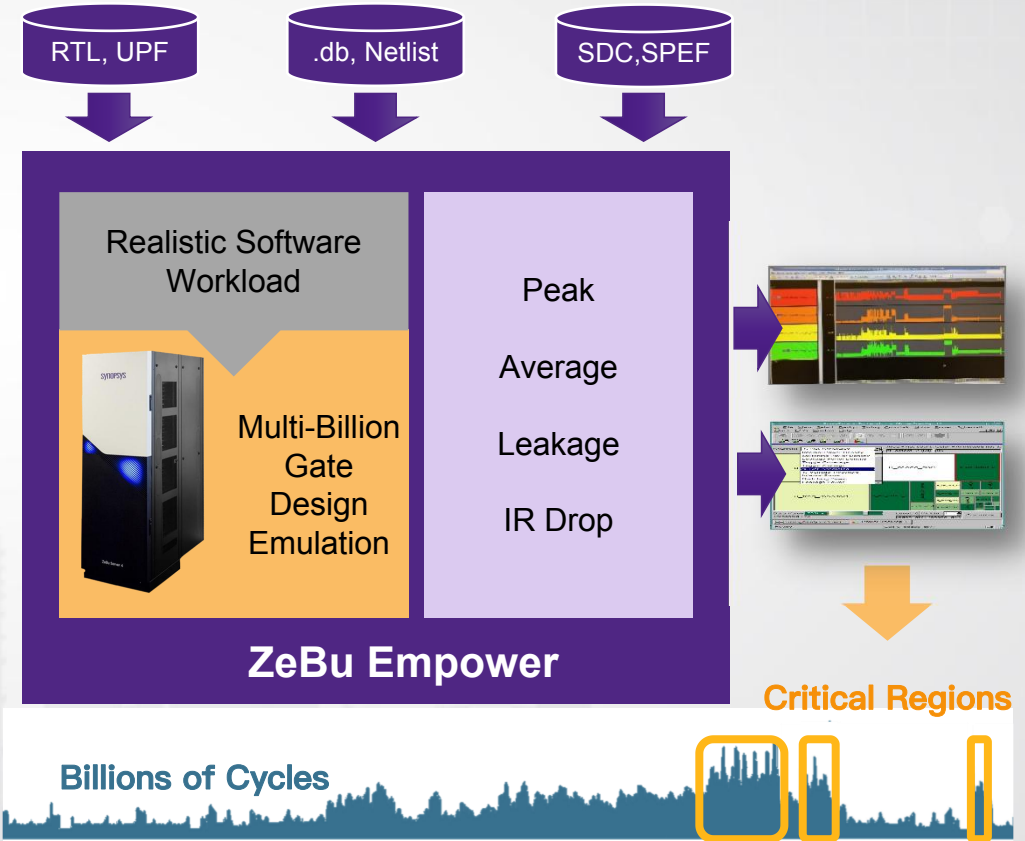 RTL, UPF
.db, Netlist
SDC,SPEF
Realistic Software
Workload
synopsys
Multi-Billion
Gate
Design
Emulation
Peak
Average
Leakage
IR Drop
ZeBu Empower
Critical Regions
Billions of Cycles